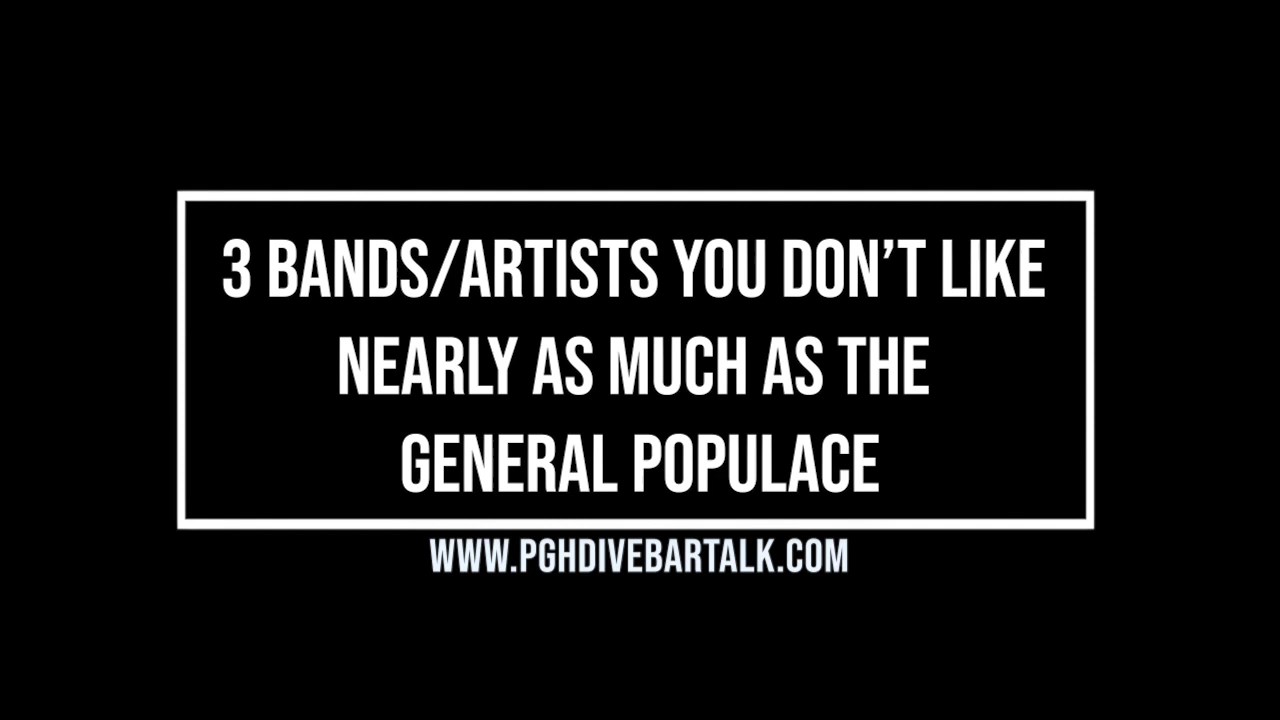 3 BANDS/ARTISTS YOU DON’T LIKE
NEARLY AS MUCH AS THE
GENERAL POPULACE
WWW.PGHDIVEBARTALK.COM